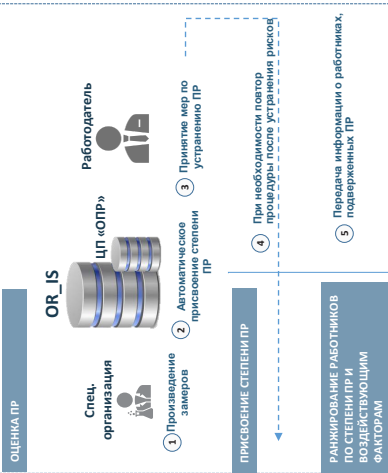 ОЦЕНКА ПР
Спец.
организация
1 Произведение
замеров
OR_IS
ЦП «ОПР»
2 Автоматическое
присвоение степени
ПР
Работодатель
3 Принятие мер по
устранению ПР
ПРИСВОЕНИЕ СТЕПЕНИ ПР
4 При необходимости повтор
процедуры после устранения рисков
РАНЖИРОВАНИЕ РАБОТНИКОВ
ПО СТЕПЕНИ ПР И
ВОЗДЕЙСТВУЮЩИМ
ФАКТОРАМ
5 Передача информации о работниках,
подверженных ПР